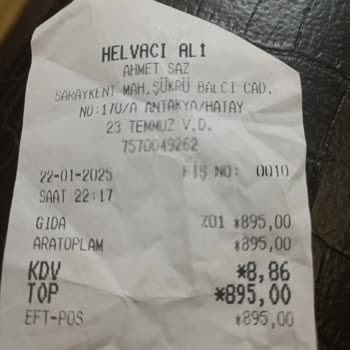 HELVACI ALİ
AHMET SAZ
SARAYKENT MAH.ŞÜKRÜ BALCI CAD.
NO:170/A ANTAKYA/HATAY
23 TEMMUZ V.D.
7570049262
22-01-2025 FİŞ NO: 0010
SAAT 22:17
GIDA %01 *895,00
ARATOPLAM *895,00
KDV *8,86
TOP *895,00
EFT-POS *895,00